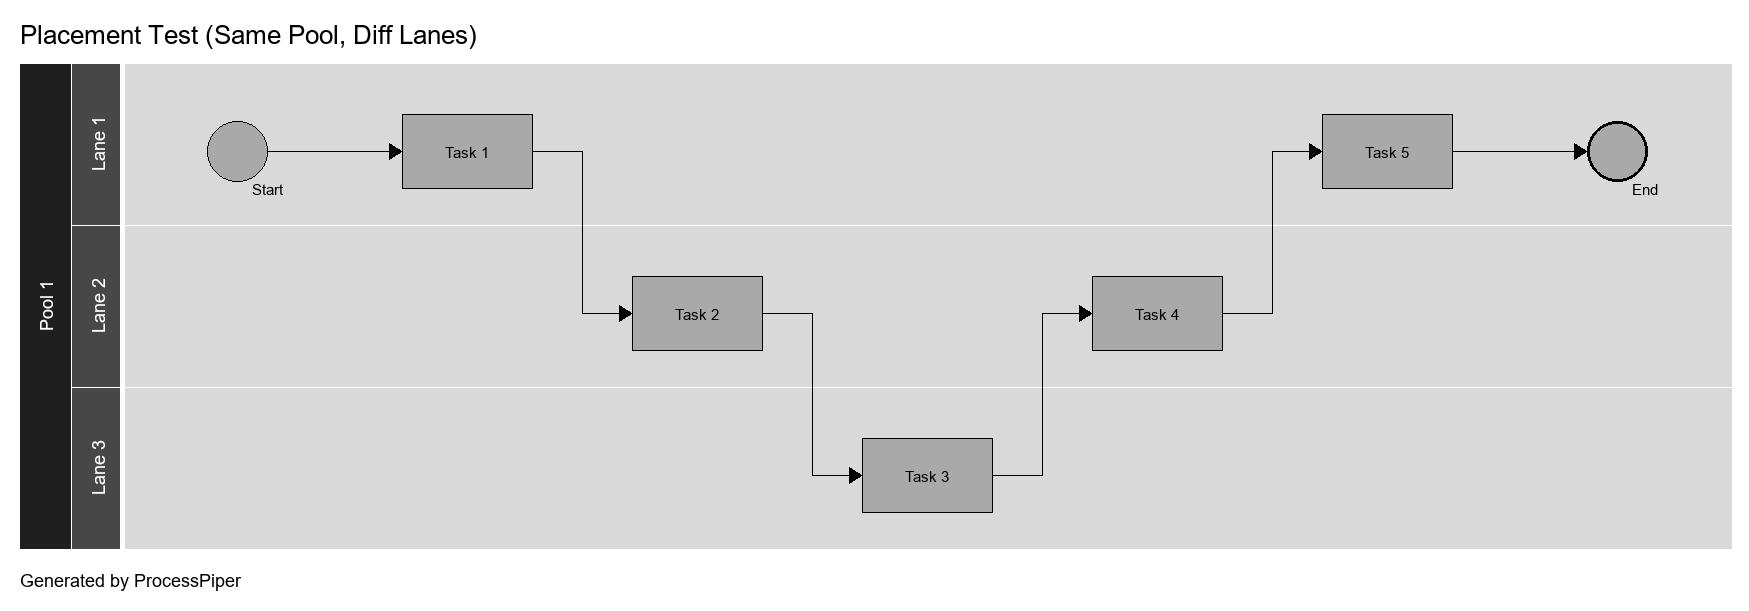 Placement Test (Same Pool, Diff Lanes)
Pool 1
Lane 1
Start
Task 1
Task 5
End
Lane 2
Task 2
Task 4
Lane 3
Task 3
Generated by ProcessPiper